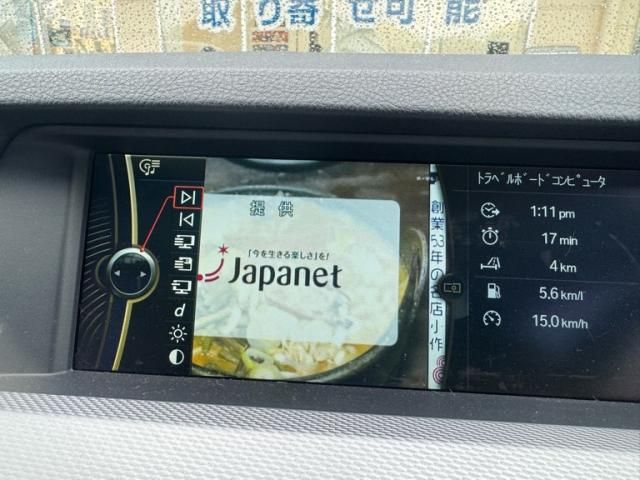 取り寄せ可能
提供
「今を生きる楽しさ」を!
Japanet
創業53年の名店小作
トラベルボードコンピュータ
1:11 pm
17 min
4 km
5.6 km/l
15.0 km/h
d